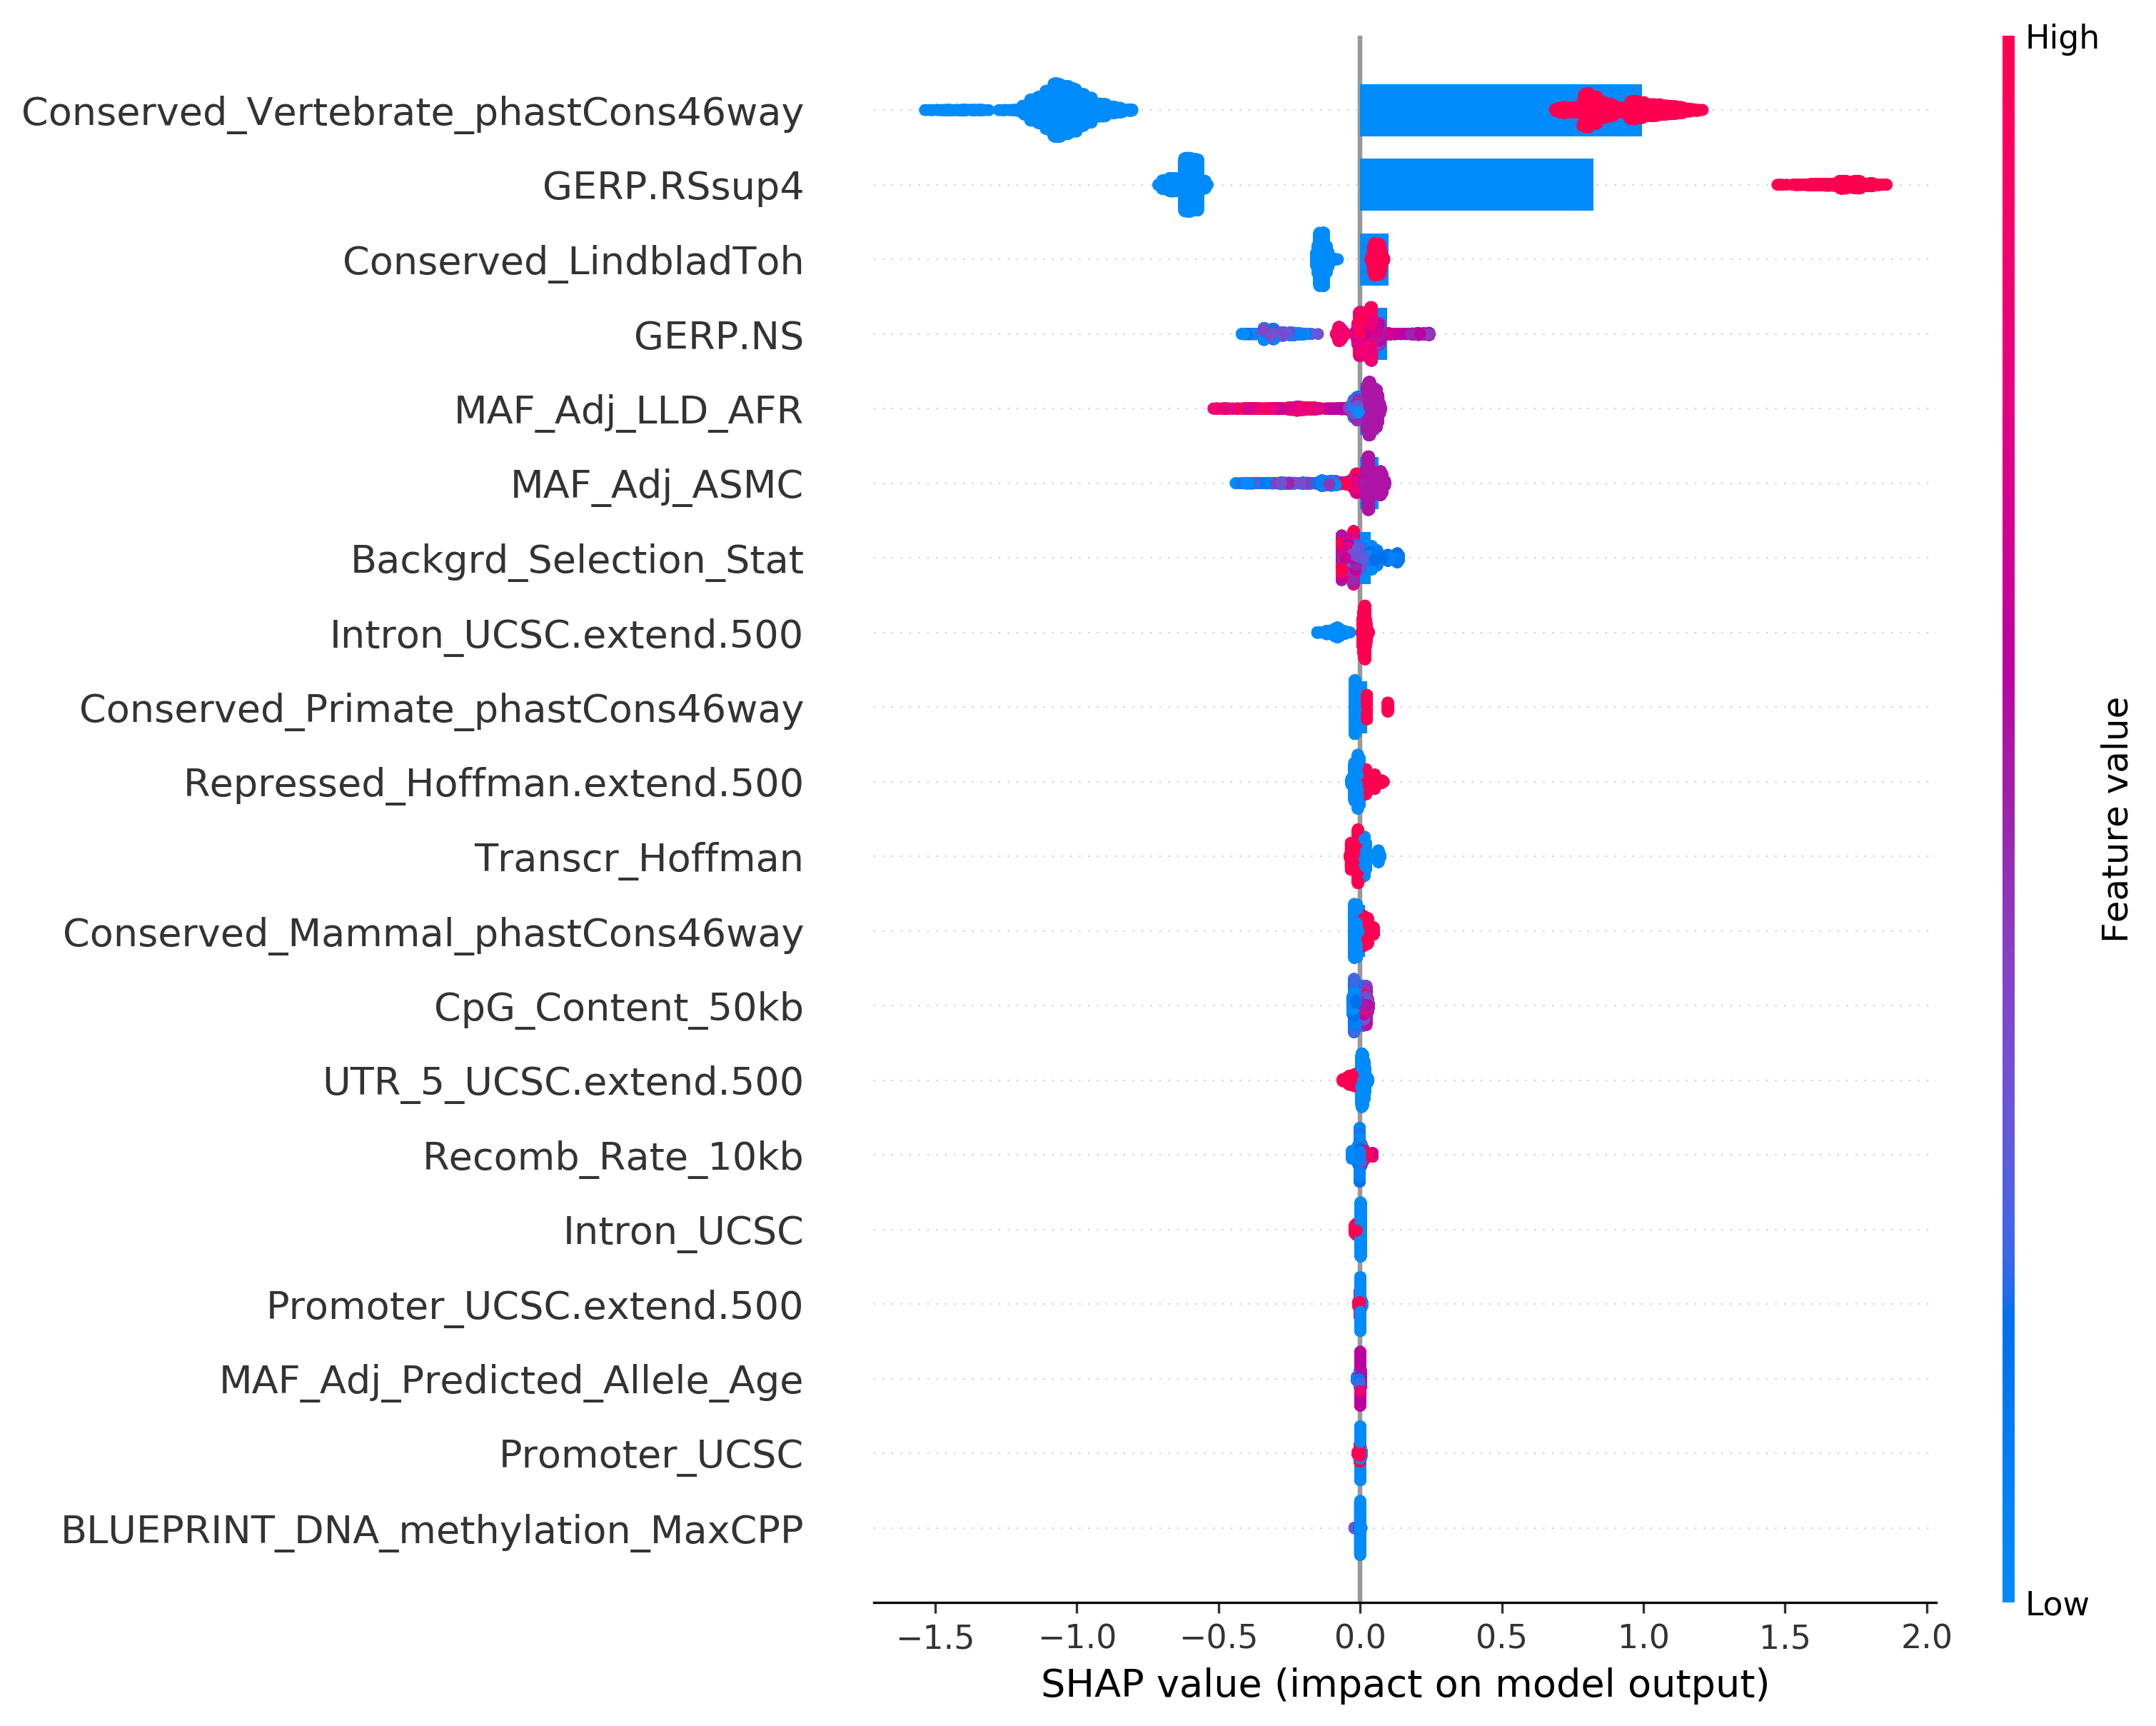 High
Conserved_Vertebrate_phastCons46way
GERP.RSsup4
Conserved_LindbladToh
GERP.NS
MAF_Adj_LLD_AFR
MAF_Adj_ASMC
Backgrd_Selection_Stat
Intron_UCSC.extend.500
Conserved_Primate_phastCons46way
Repressed_Hoffman.extend.500
Transcr_Hoffman
Conserved_Mammal_phastCons46way
CpG_Content_50kb
UTR_5_UCSC.extend.500
Recomb_Rate_10kb
Intron_UCSC
Promoter_UCSC.extend.500
MAF_Adj_Predicted_Allele_Age
Promoter_UCSC
BLUEPRINT_DNA_methylation_MaxCPP
Feature value
Low
−1.5 −1.0 −0.5 0.0 0.5 1.0 1.5 2.0
SHAP value (impact on model output)